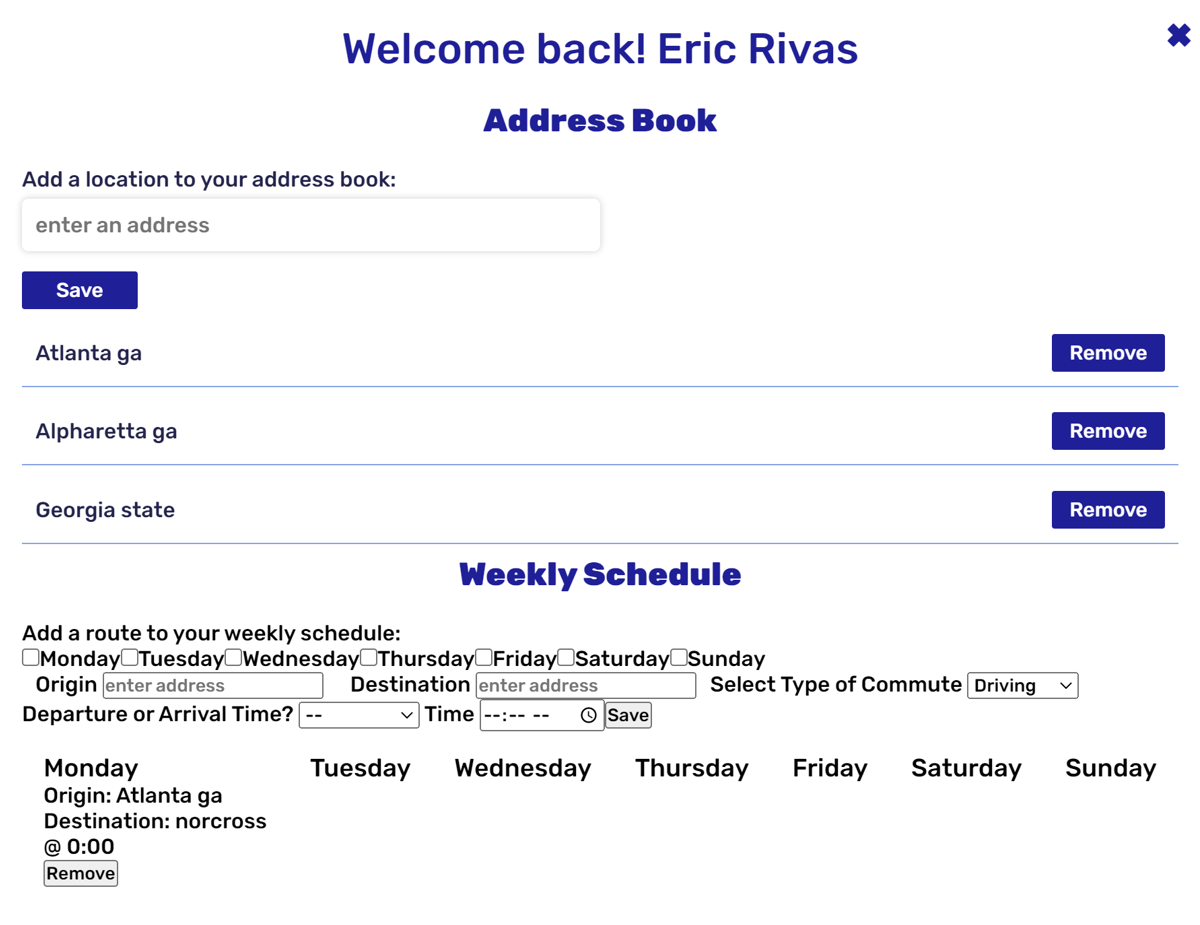 Welcome back! Eric Rivas
✖
Address Book
Add a location to your address book:
enter an address
Save
Atlanta ga Remove
Alpharetta ga Remove
Georgia state Remove
Weekly Schedule
Add a route to your weekly schedule:
Monday Tuesday Wednesday Thursday Friday Saturday Sunday
Origin enter address Destination enter address Select Type of Commute Driving
Departure or Arrival Time? -- Time --:-- -- Save
Monday Tuesday Wednesday Thursday Friday Saturday Sunday
Origin: Atlanta ga
Destination: norcross
@ 0:00
Remove